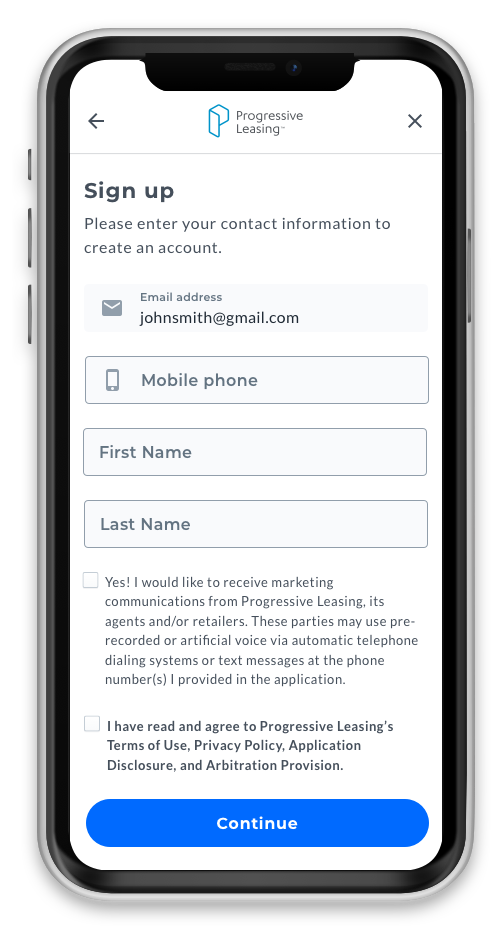 Progressive
Leasing™
Sign up
Please enter your contact information to
create an account.
Email address
johnsmith@gmail.com
Mobile phone
First Name
Last Name
Yes! I would like to receive marketing
communications from Progressive Leasing, its
agents and/or retailers. These parties may use pre-
recorded or artificial voice via automatic telephone
dialing systems or text messages at the phone
number(s) I provided in the application.
I have read and agree to Progressive Leasing’s
Terms of Use, Privacy Policy, Application
Disclosure, and Arbitration Provision.
Continue